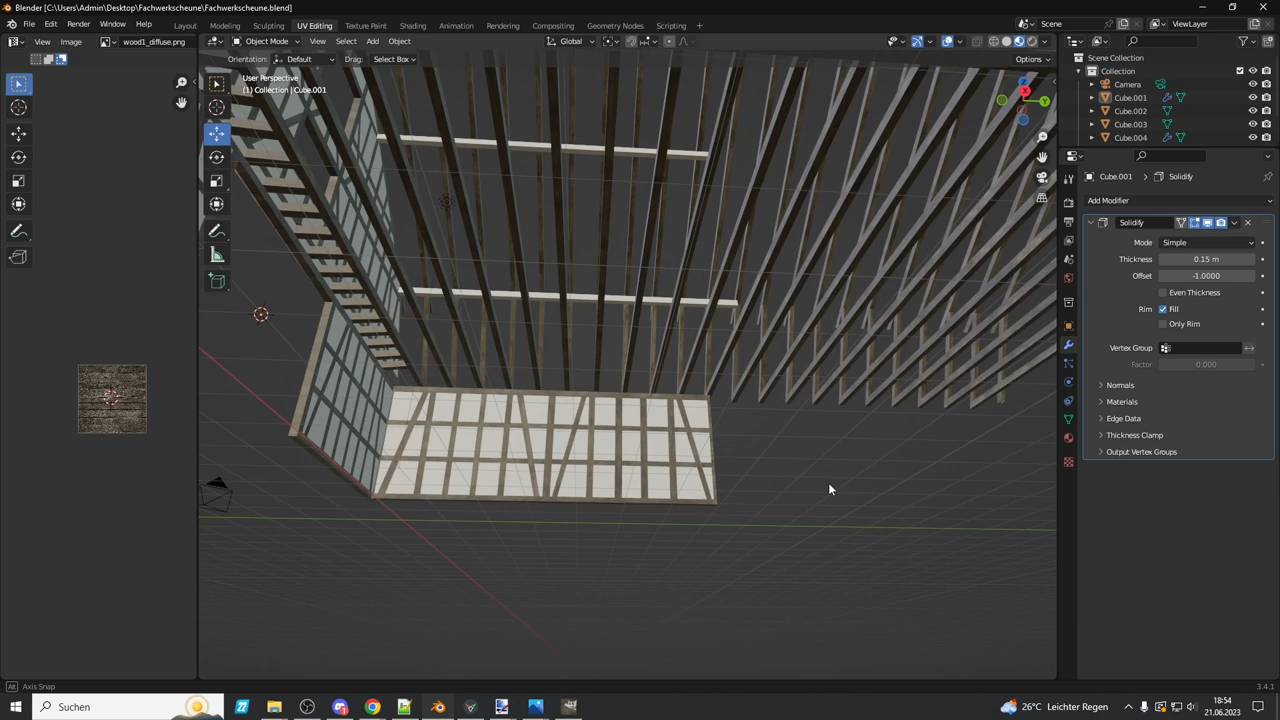 Blender [C:\Users\Admin\Desktop\Fachwerkscheune\Fachwerkscheune.blend]
File Edit Render Window Help Layout Modeling Sculpting UV Editing Texture Paint Shading Animation Rendering Compositing Geometry Nodes Scripting + Scene ViewLayer
View Image wood1_diffuse.png Object Mode View Select Add Object Global
Orientation: Default Drag: Select Box Options
User Perspective
(1) Collection | Cube.001
Z
X
Y
Scene Collection
Collection
Camera
Cube.001
Cube.002
Cube.003
Cube.004
Cube.001 > Solidify
Add Modifier
Solidify
Mode Simple
Thickness 0.15 m
Offset -1.0000
Even Thickness
Rim Fill
Only Rim
Vertex Group
Factor 0.000
Normals
Materials
Edge Data
Thickness Clamp
Output Vertex Groups
Alt Axis Snap 3.4.1
Suchen 26°C Leichter Regen 18:54
21.06.2023